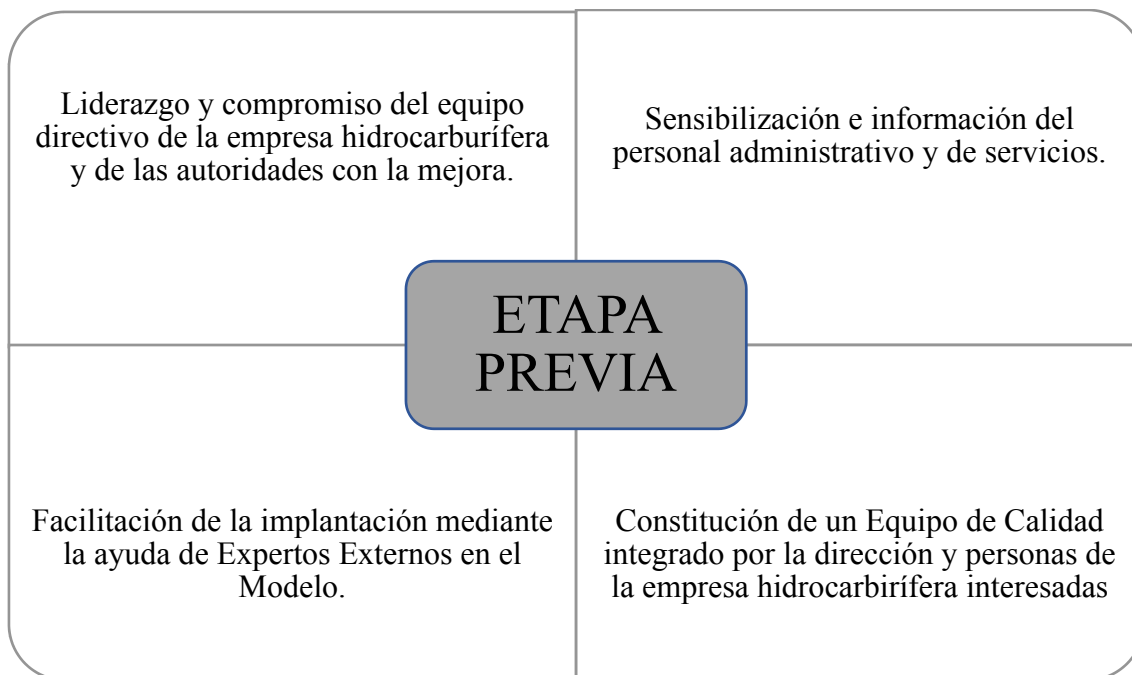 Liderazgo y compromiso del equipo
directivo de la empresa hidrocarburífera
y de las autoridades con la mejora.
Sensibilización e información del
personal administrativo y de servicios.
ETAPA
PREVIA
Facilitación de la implantación mediante
la ayuda de Expertos Externos en el
Modelo.
Constitución de un Equipo de Calidad
integrado por la dirección y personas de
la empresa hidrocarbirífera interesadas